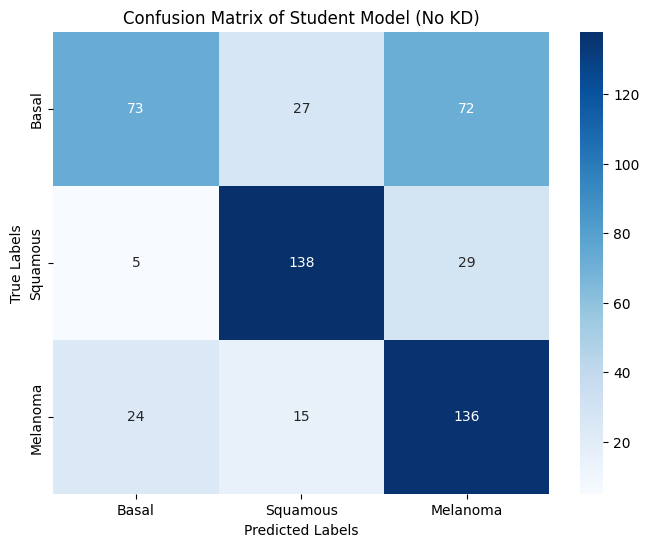 Confusion Matrix of Student Model (No KD)
True Labels
Basal
73 27 72
Squamous
5 138 29
Melanoma
24 15 136
Basal Squamous Melanoma
Predicted Labels
120
100
80
60
40
20